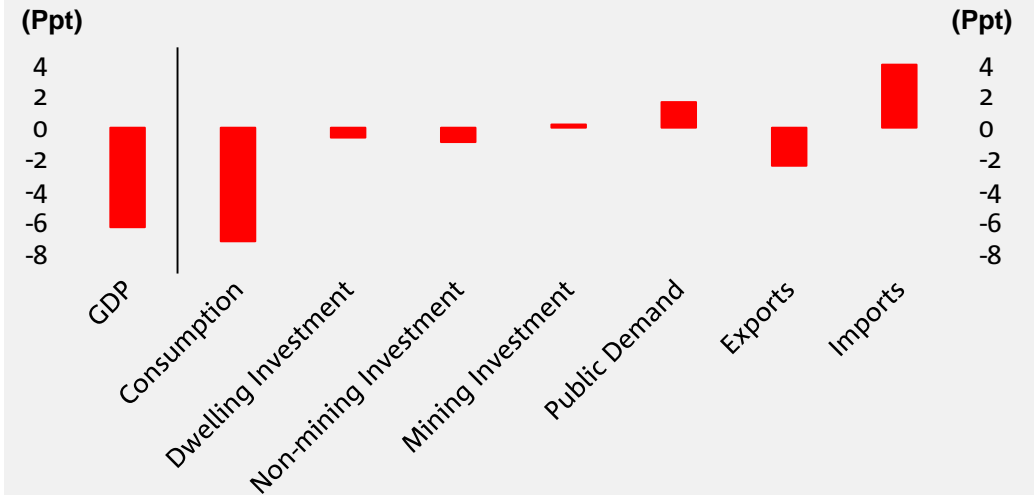 (Ppt) (Ppt)
4 4
2 2
0 0
-2 -2
-4 -4
-6 -6
-8 -8
GDP
Consumption
Dwelling Investment
Non-mining Investment
Mining Investment
Public Demand
Exports
Imports